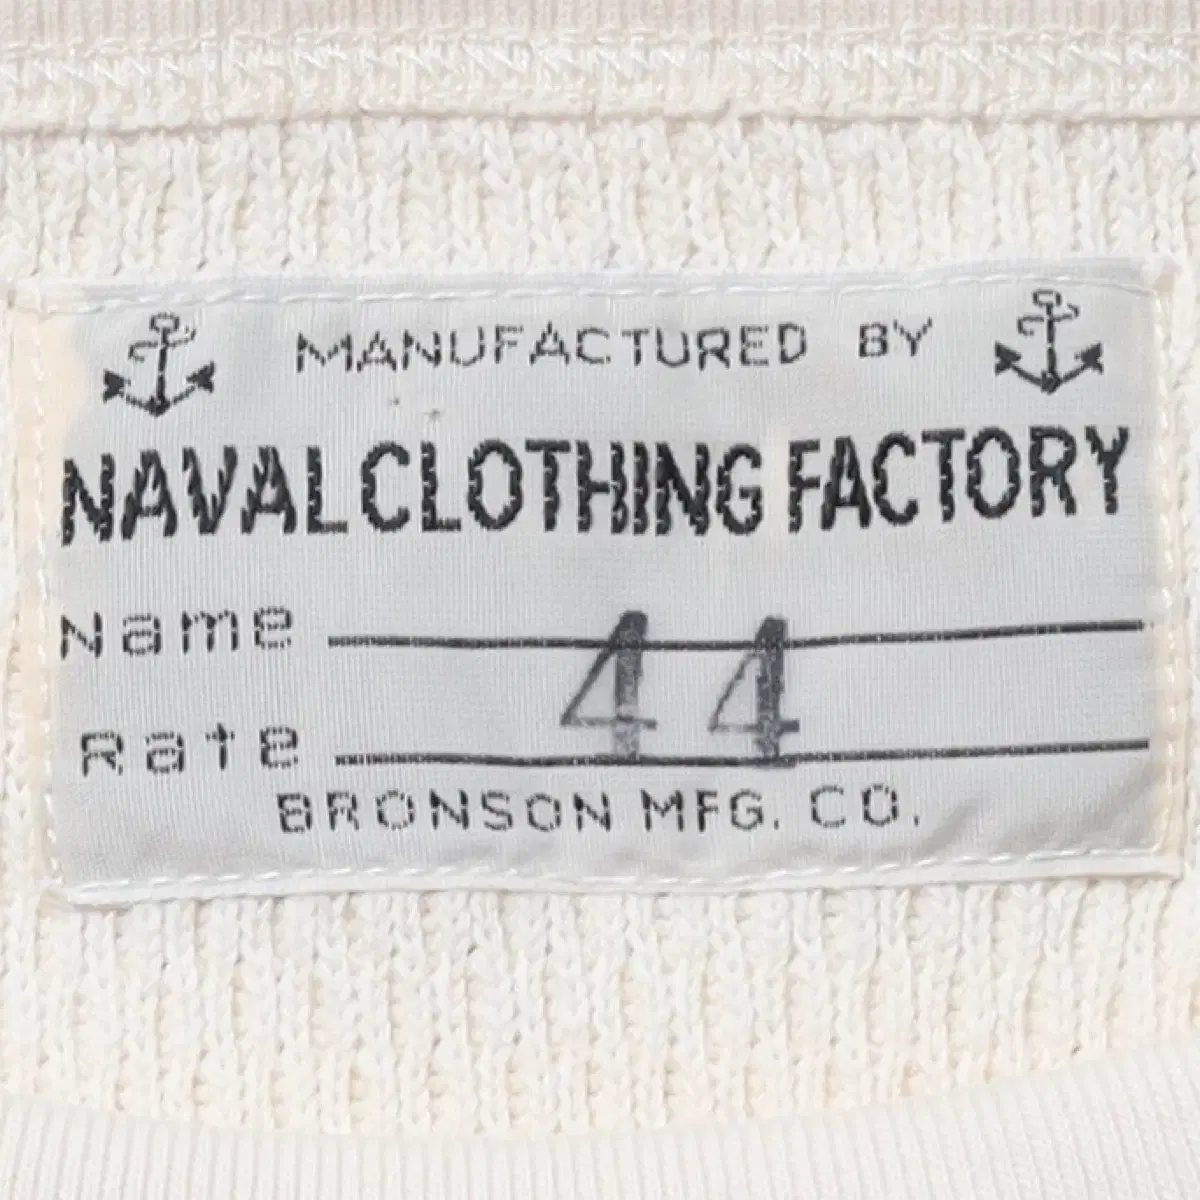 MANUFACTURED BY
NAVAL CLOTHING FACTORY
Name
44
Rate
BRONSON MFG. CO.